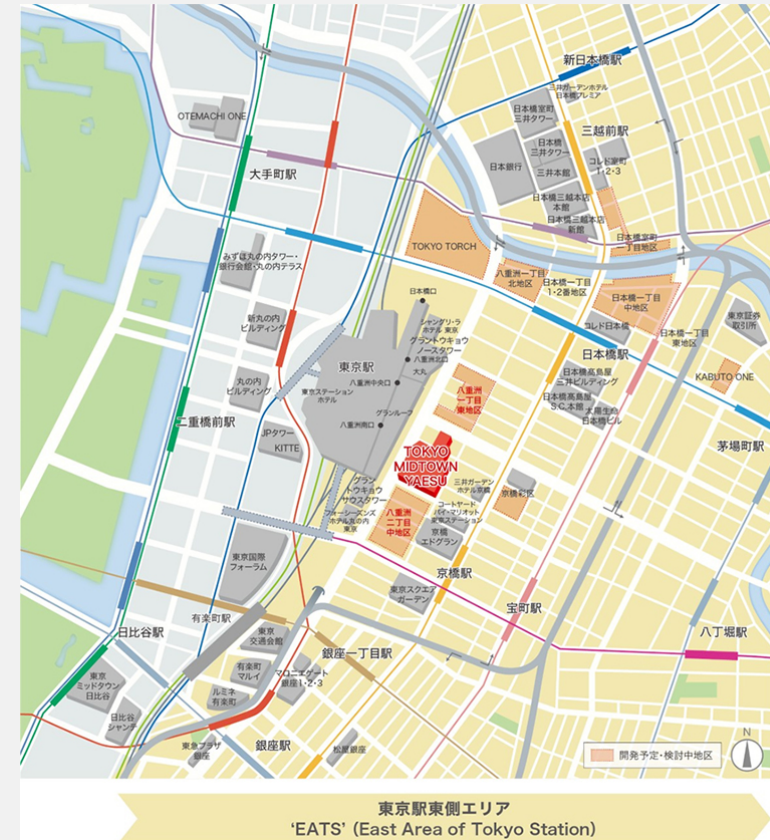 新日本橋駅
三井ガーデンホテル
日本橋プレミア
OTEMACHI ONE
日本橋室町
三井タワー
三越前駅
日本橋
三井タワー
コレド室町
1・2・3
日本銀行
三井本館
大手町駅
日本橋三越本店
本館
日本橋三越本店
新館
TOKYO TORCH
日本橋室町
一丁目地区
みずほ丸の内タワー・
銀行会館・丸の内テラス
八重洲一丁目
北地区
日本橋一丁目
1・2番地区
日本橋口
日本橋一丁目
中地区
新丸の内
ビルディング
シャングリ・ラ
ホテル 東京
グラントウキョウ
ノースタワー
八重洲北口
コレド日本橋
日本橋一丁目
東地区
東京証券
取引所
東京駅
大丸
日本橋駅
丸の内
ビルディング
八重洲中央口
東京ステーション
ホテル
八重洲
一丁目
東地区
日本橋髙島屋
三井ビルディング
KABUTO ONE
日本橋髙島屋
S.C.本館
太陽生命
日本橋ビル
二重橋前駅
グランルーフ
八重洲南口
JPタワー
KITTE
TOKYO
MIDTOWN
YAESU
茅場町駅
グラン
トウキョウ
サウスタワー
三井ガーデン
ホテル京橋
京橋彩区
フォーシーズンズ
ホテル丸の内
東京
八重洲
二丁目
中地区
コートヤード・
バイ・マリオット
東京ステーション
京橋
エドグラン
東京国際
フォーラム
京橋駅
東京スクエア
ガーデン
宝町駅
有楽町駅
日比谷駅
東京
交通会館
八丁堀駅
銀座一丁目駅
有楽町
マルイ
マロニエゲート
銀座1・2・3
東京
ミッドタウン
日比谷
ルミネ
有楽町
日比谷
シャンテ
東急プラザ
銀座
銀座駅
松屋銀座
開発予定・検討中地区
N
東京駅東側エリア
‘EATS’ (East Area of Tokyo Station)